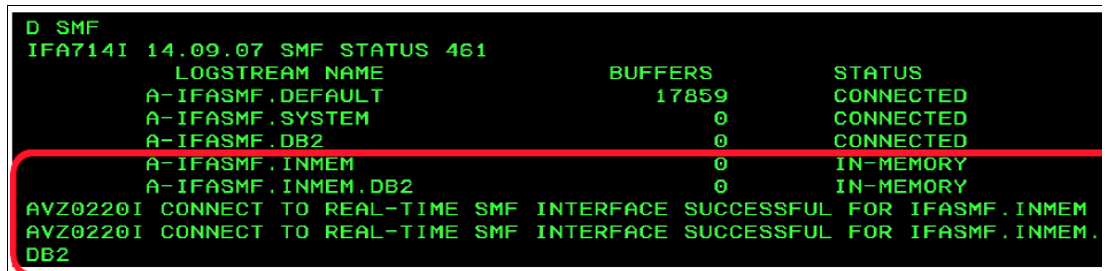 D SMF
IFA714I 14.09.07 SMF STATUS 461
LOGSTREAM NAME BUFFERS STATUS
A-IFASMF.DEFAULT 17859 CONNECTED
A-IFASMF.SYSTEM 0 CONNECTED
A-IFASMF.DB2 0 CONNECTED
A-IFASMF.INMEM 0 IN-MEMORY
A-IFASMF.INMEM.DB2 0 IN-MEMORY
AVZ0220I CONNECT TO REAL-TIME SMF INTERFACE SUCCESSFUL FOR IFASMF.INMEM
AVZ0220I CONNECT TO REAL-TIME SMF INTERFACE SUCCESSFUL FOR IFASMF.INMEM.
DB2